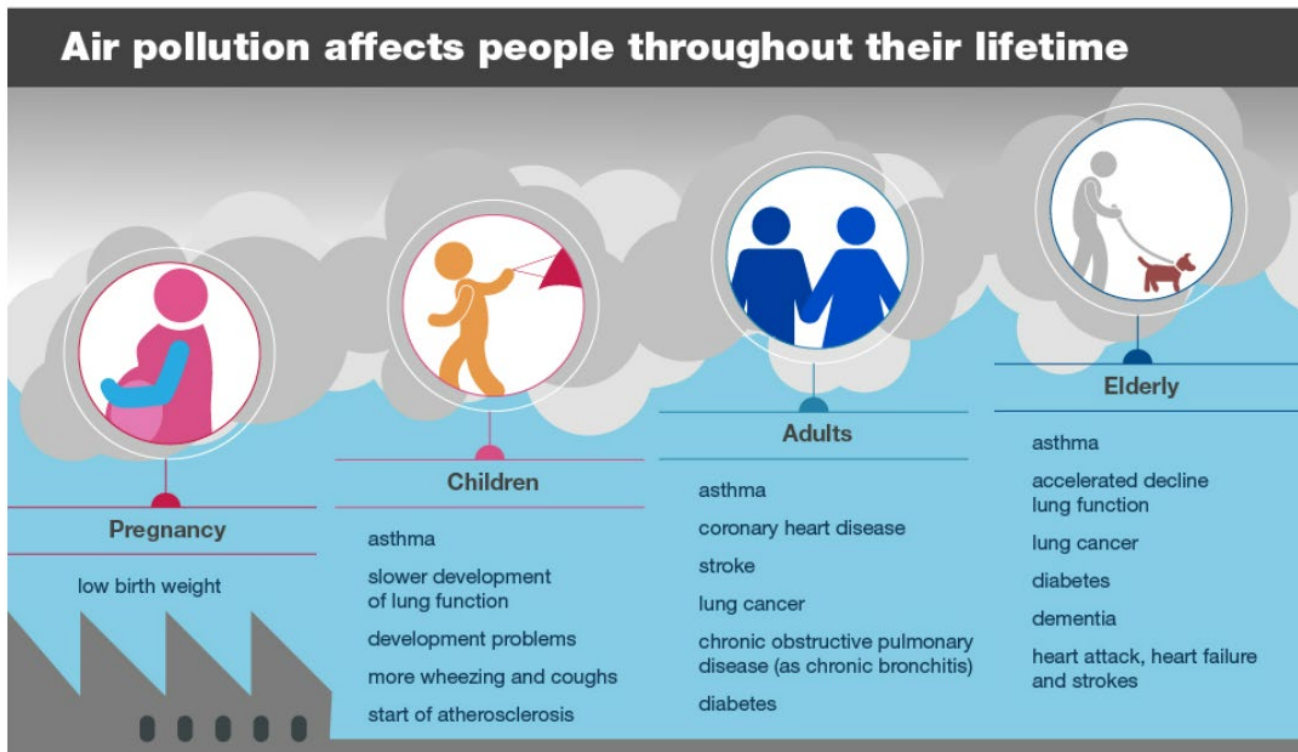 Air pollution affects people throughout their lifetime
Pregnancy
low birth weight
Children
asthma
slower development
of lung function
development problems
more wheezing and coughs
start of atherosclerosis
Adults
asthma
coronary heart disease
stroke
lung cancer
chronic obstructive pulmonary
disease (as chronic bronchitis)
diabetes
Elderly
asthma
accelerated decline
lung function
lung cancer
diabetes
dementia
heart attack, heart failure
and strokes